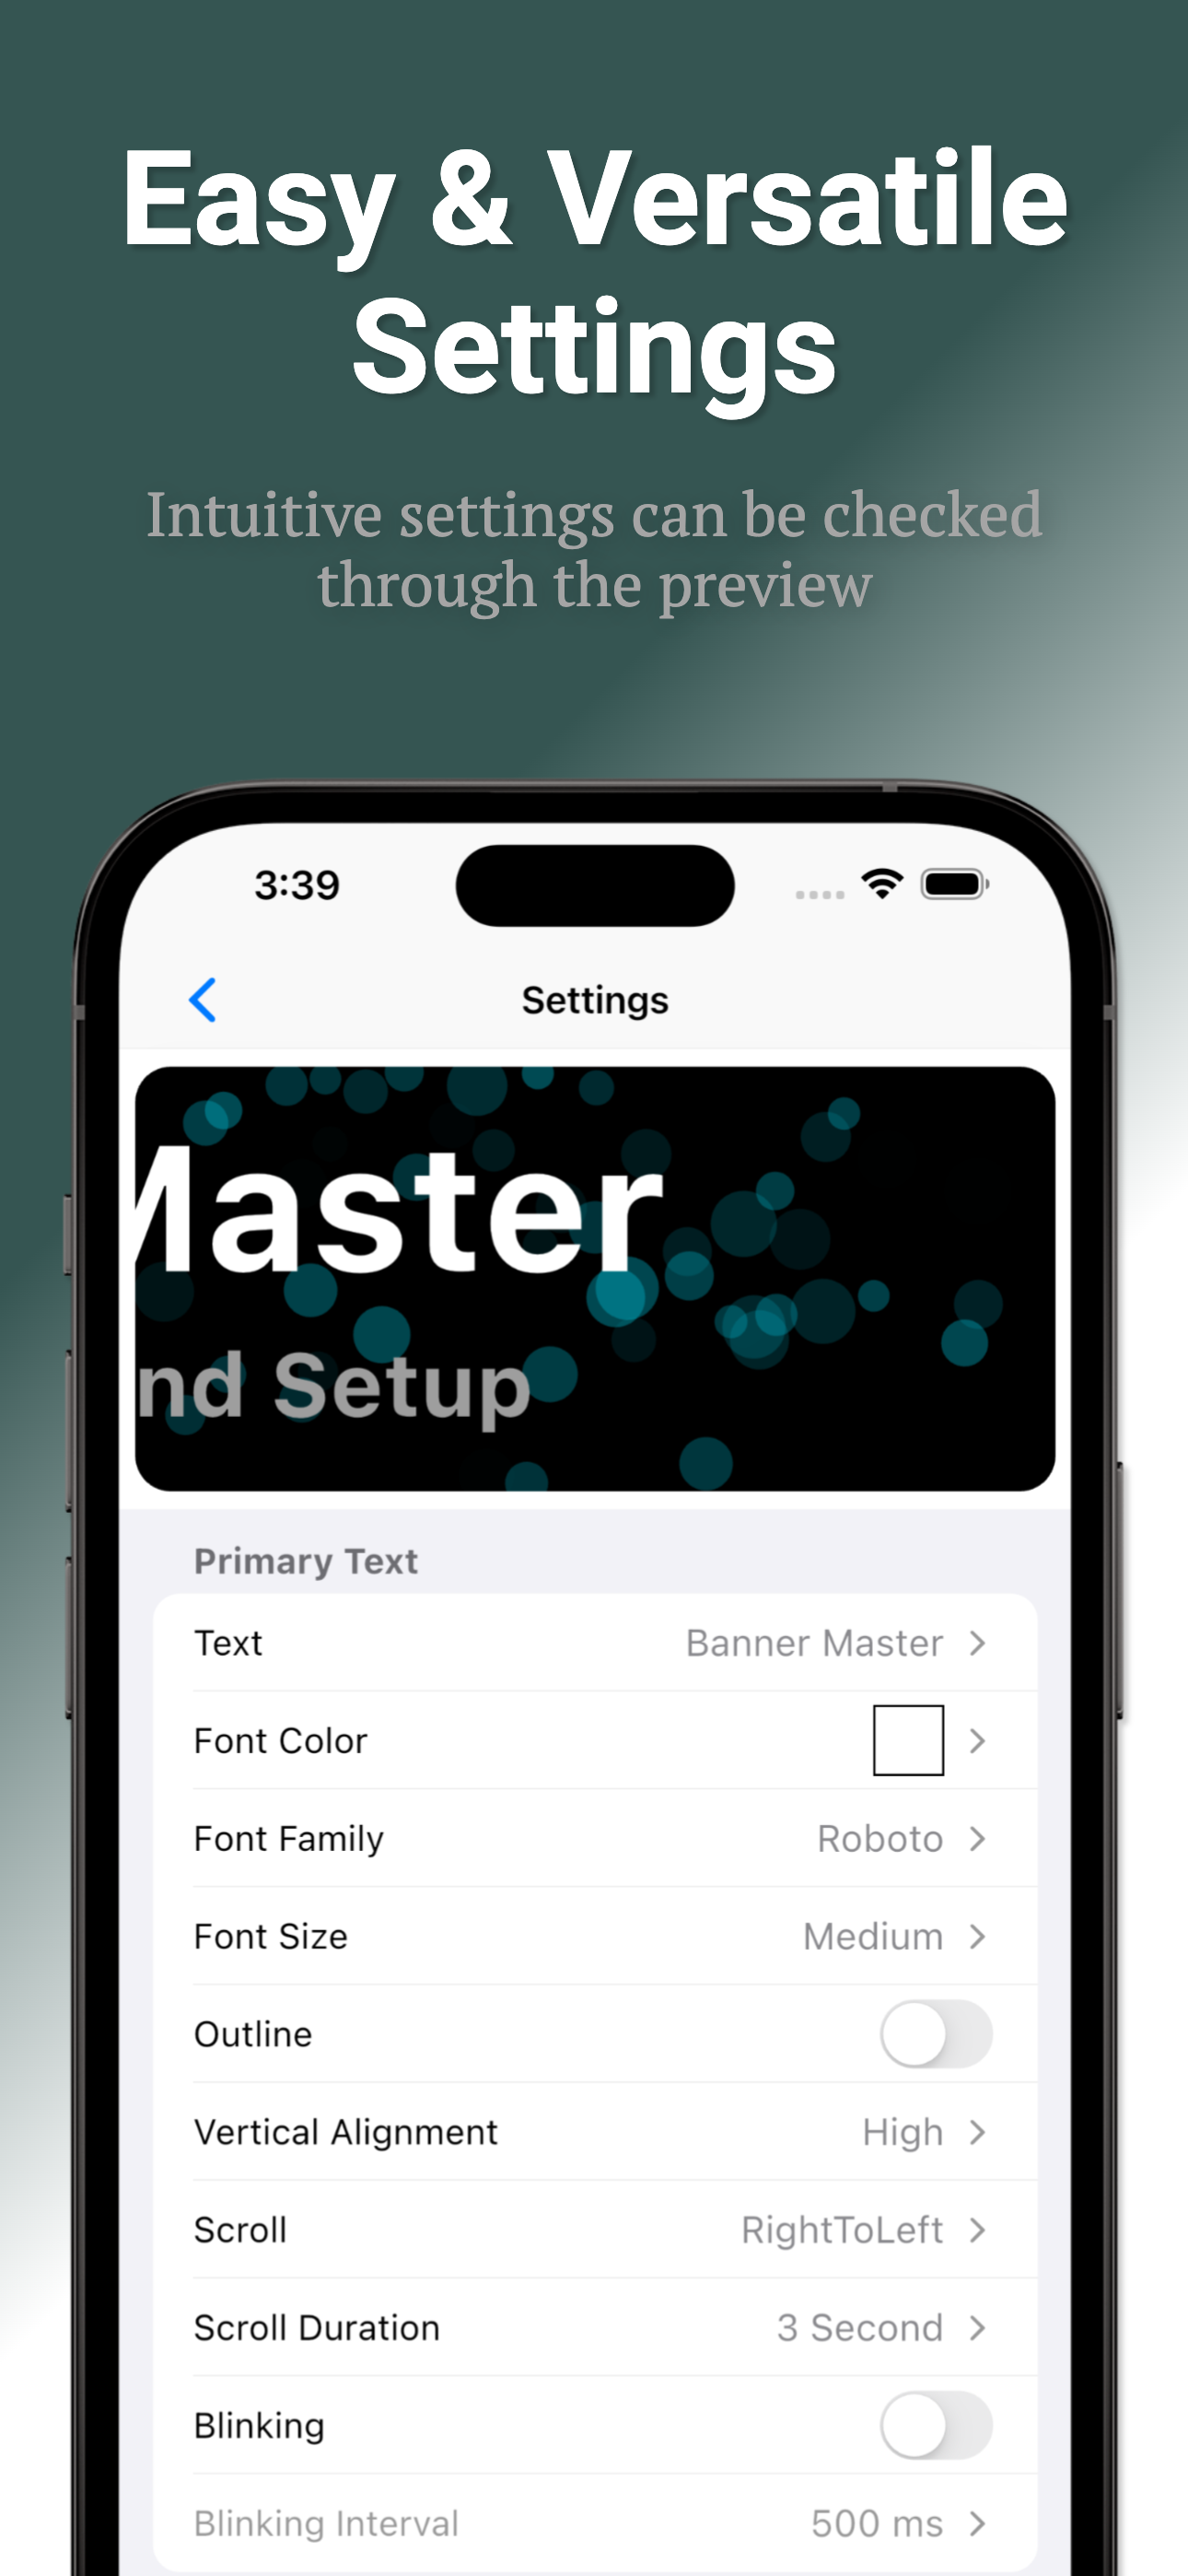 Easy & Versatile
Settings
Intuitive settings can be checked
through the preview
3:39
Settings
Master
nd Setup
Primary Text
Text Banner Master
Font Color
Font Family Roboto
Font Size Medium
Outline
Vertical Alignment High
Scroll RightToLeft
Scroll Duration 3 Second
Blinking
Blinking Interval 500 ms